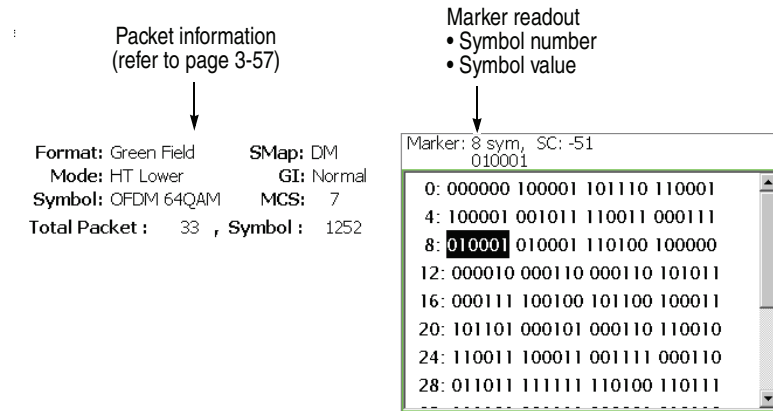 Packet information
(refer to page 3-57)
Marker readout
• Symbol number
• Symbol value
Format: Green Field SMap: DM
Mode: HT Lower GI: Normal
Symbol: OFDM 64QAM MCS: 7
Total Packet : 33 , Symbol : 1252
Marker: 8 sym, SC: -51
010001
0: 000000 100001 101110 110001
4: 100001 001011 110011 000111
8: 010001 010001 110100 100000
12: 000010 000110 000110 101011
16: 000111 100100 101100 100011
20: 101101 000101 000110 110010
24: 110011 100011 001111 000110
28: 011011 111111 110100 110111